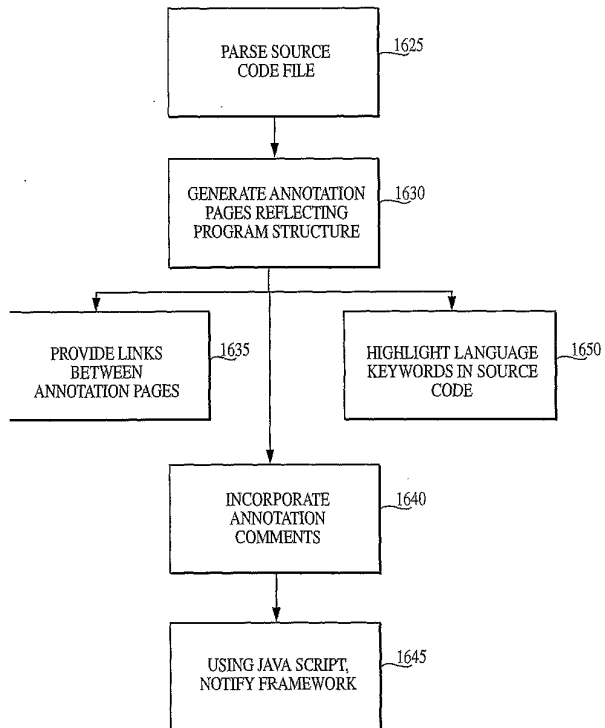 PARSE SOURCE
CODE FILE
1625
GENERATE ANNOTATION
PAGES REFLECTING
PROGRAM STRUCTURE
1630
PROVIDE LINKS
BETWEEN
ANNOTATION PAGES
1635
HIGHLIGHT LANGUAGE
KEYWORDS IN SOURCE
CODE
1650
INCORPORATE
ANNOTATION
COMMENTS
1640
USING JAVA SCRIPT,
NOTIFY FRAMEWORK
1645